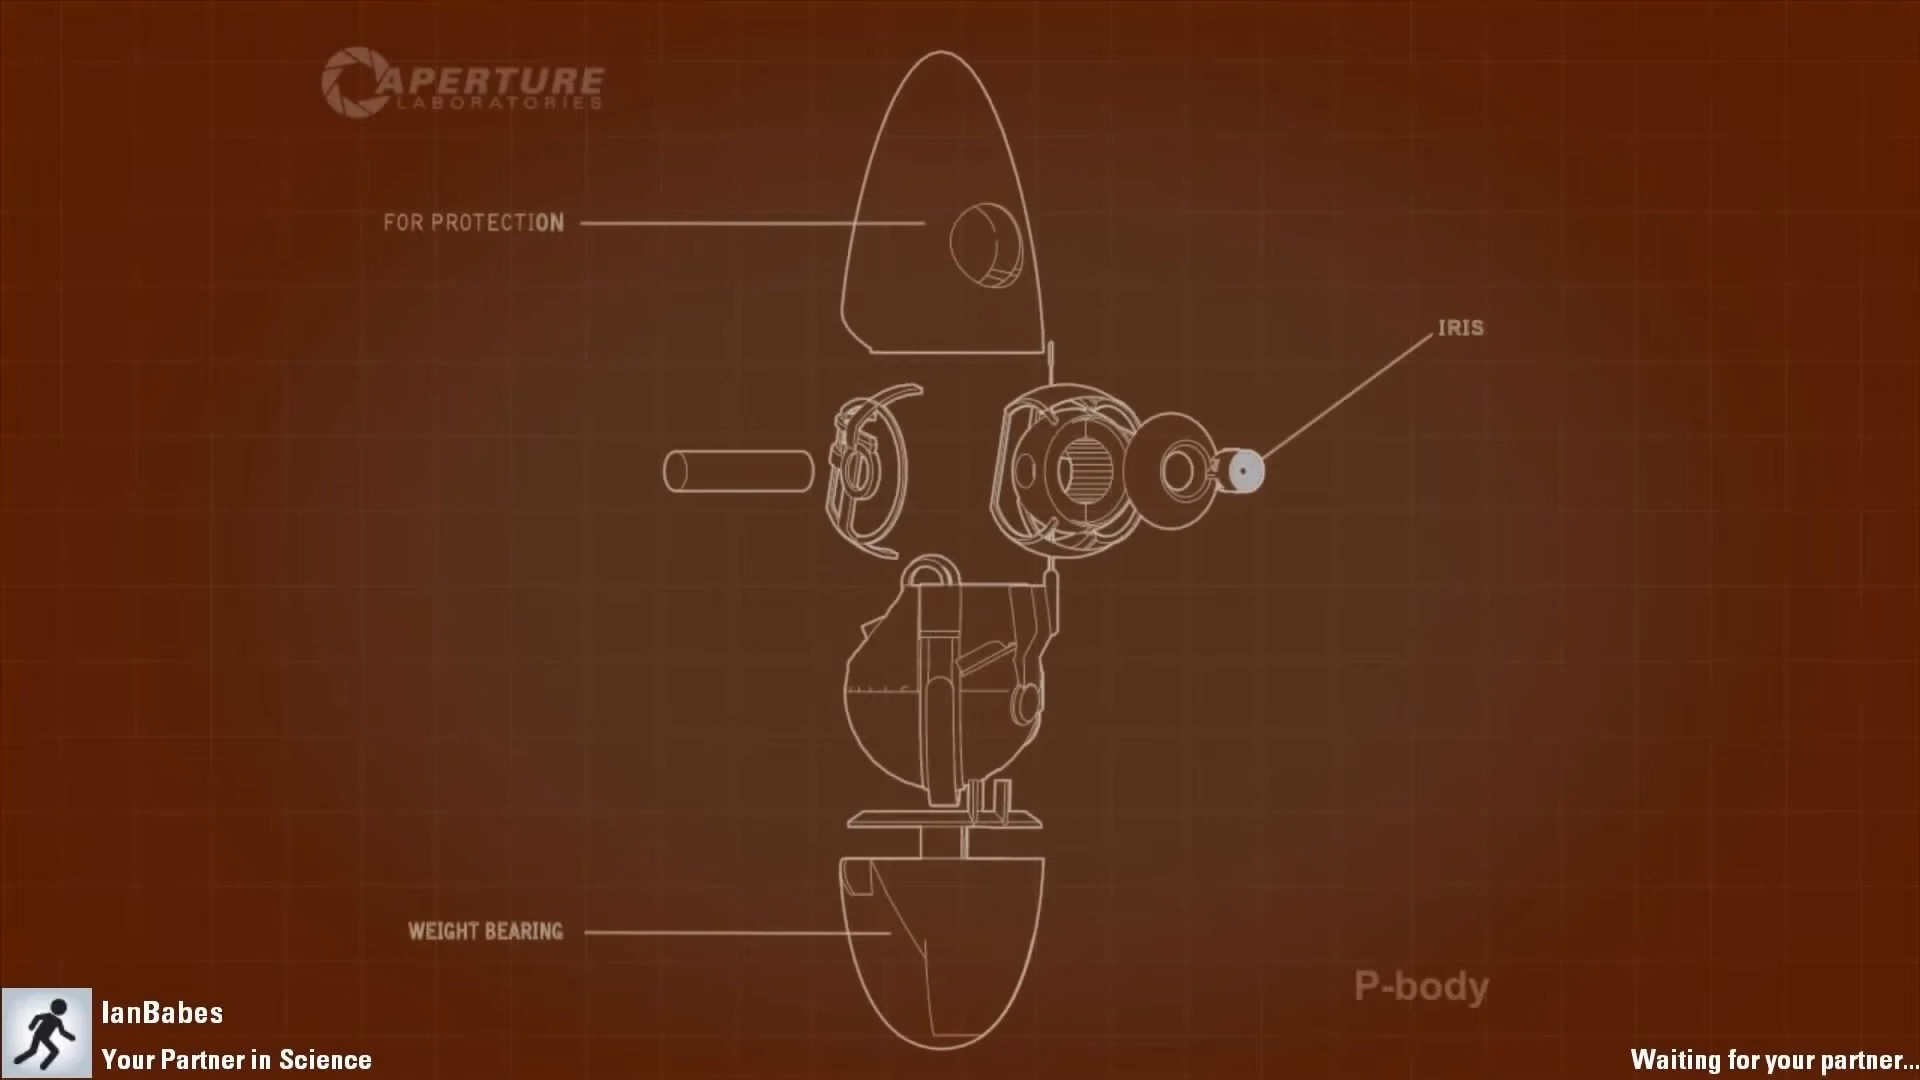 APERTURE
LABORATORIES
FOR PROTECTION
IRIS
WEIGHT BEARING
P-body
IanBabes
Your Partner in Science
Waiting for your partner...